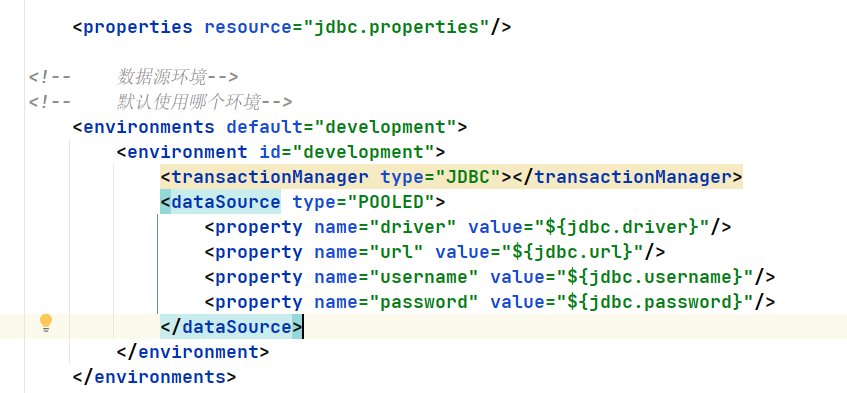 <properties resource="jdbc.properties"/>
<!--    数据源环境-->
<!--    默认使用哪个环境-->
<environments default="development">
<environment id="development">
<transactionManager type="JDBC"></transactionManager>
<dataSource type="POOLED">
<property name="driver" value="${jdbc.driver}"/>
<property name="url" value="${jdbc.url}"/>
<property name="username" value="${jdbc.username}"/>
<property name="password" value="${jdbc.password}"/>
</dataSource>
</environment>
</environments>